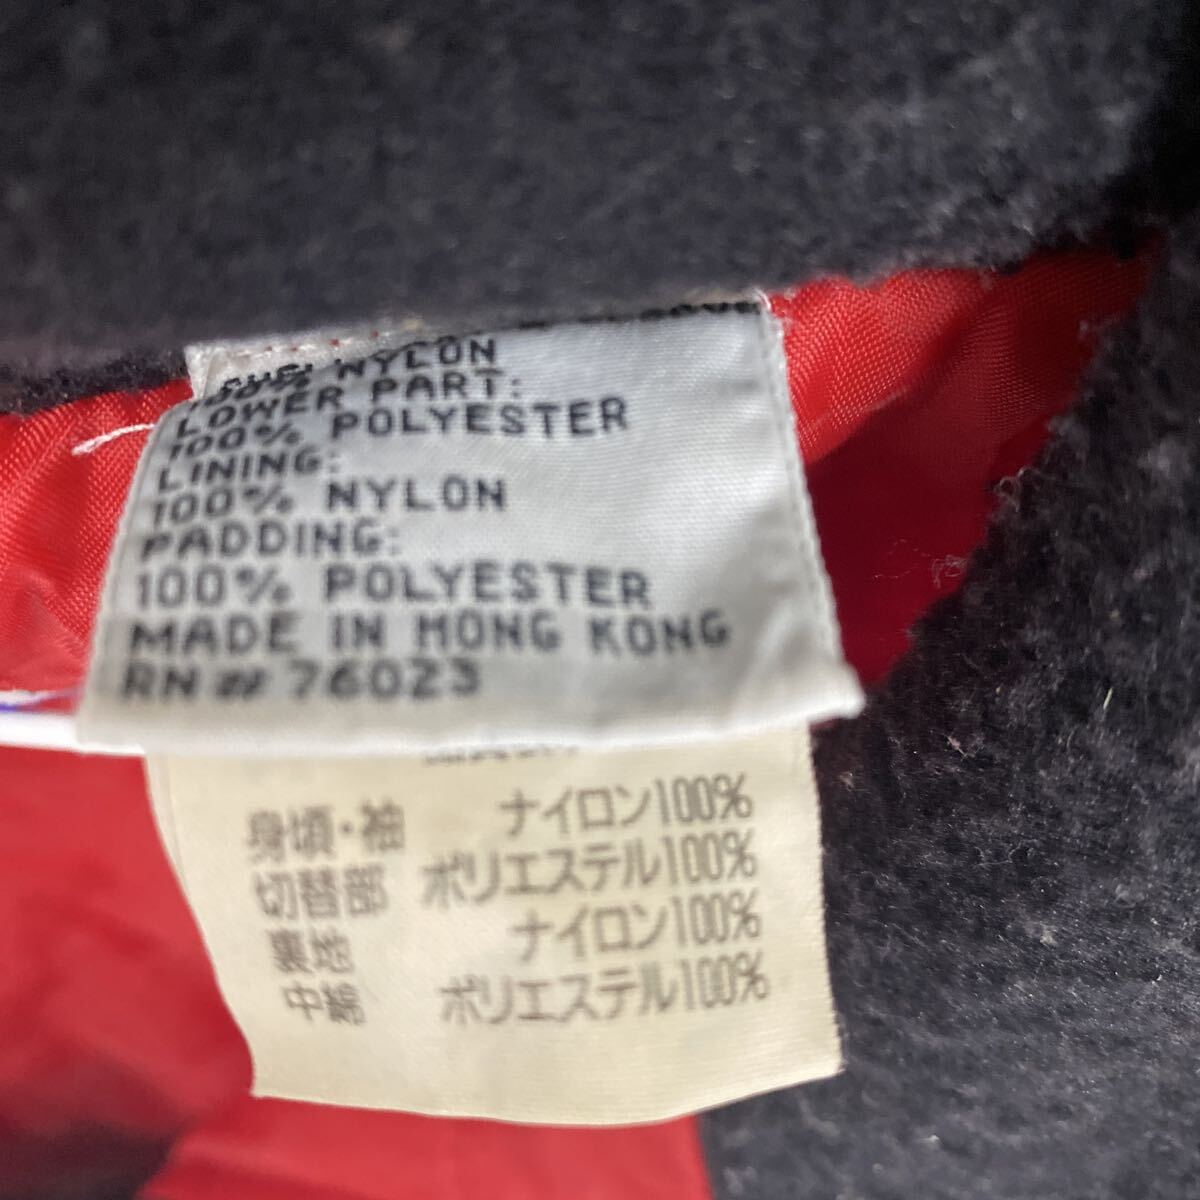 100% NYLON
LOWER PART:
100% POLYESTER
LINING:
100% NYLON
PADDING:
100% POLYESTER
MADE IN HONG KONG
RN# 76023
身頃・袖 ナイロン100%
切替部 ポリエステル100%
裏地 ナイロン100%
中綿 ポリエステル100%